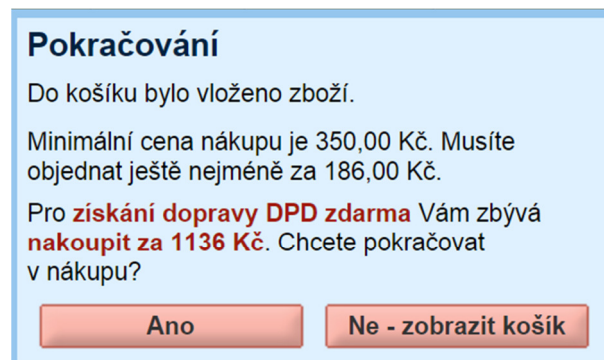 Pokračování
Do košíku bylo vloženo zboží.
Minimální cena nákupu je 350,00 Kč. Musíte
objednat ještě nejméně za 186,00 Kč.
Pro získání dopravy DPD zdarma Vám zbývá
nakoupit za 1136 Kč. Chcete pokračovat
v nákupu?
Ano
Ne - zobrazit košík